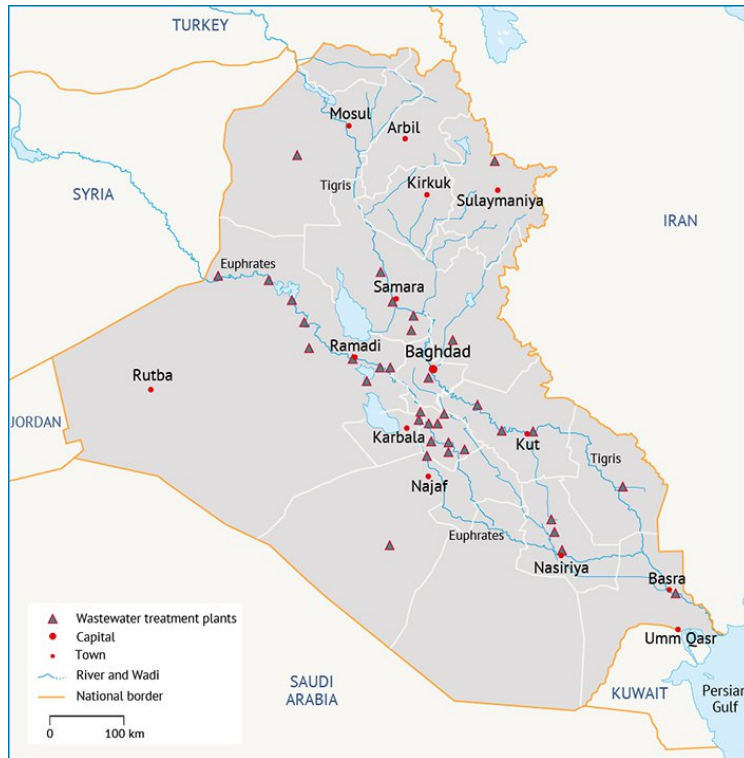 TURKEY
Mosul
Arbil
Tigris
Kirkuk
SYRIA
Sulaymaniya
IRAN
Euphrates
Samara
Ramadi
Baghdad
Rutba
JORDAN
Karbala
Kut
Tigris
Najaf
Euphrates
Nasiriya
Basra
Wastewater treatment plants
Capital
Town
River and Wadi
National border
0 100 km
Umm Qasr
SAUDI
ARABIA
KUWAIT
Persian
Gulf